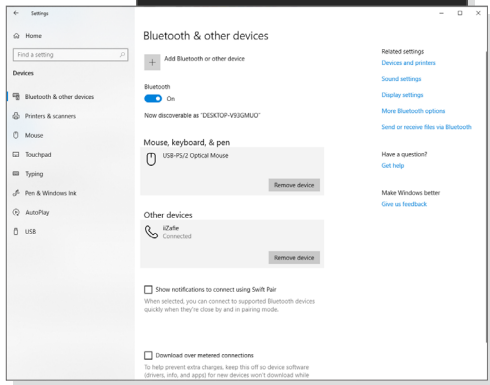 Settings
Home
Find a setting
Devices
Bluetooth & other devices
Printers & scanners
Mouse
Touchpad
Typing
Pen & Windows Ink
AutoPlay
USB
Bluetooth & other devices
Add Bluetooth or other device
Bluetooth
On
Now discoverable as "DESKTOP-V93GMUO"
Mouse, keyboard, & pen
USB-PS/2 Optical Mouse
Remove device
Other devices
iiZafie
Connected
Remove device
Show notifications to connect using Swift Pair
When selected, you can connect to supported Bluetooth devices
quickly when they're close by and in pairing mode.
Download over metered connections
To help prevent extra charges, keep this off so device software
(drivers, info, and apps) for new devices won't download while
Related settings
Devices and printers
Sound settings
Display settings
More Bluetooth options
Send or receive files via Bluetooth
Have a question?
Get help
Make Windows better
Give us feedback